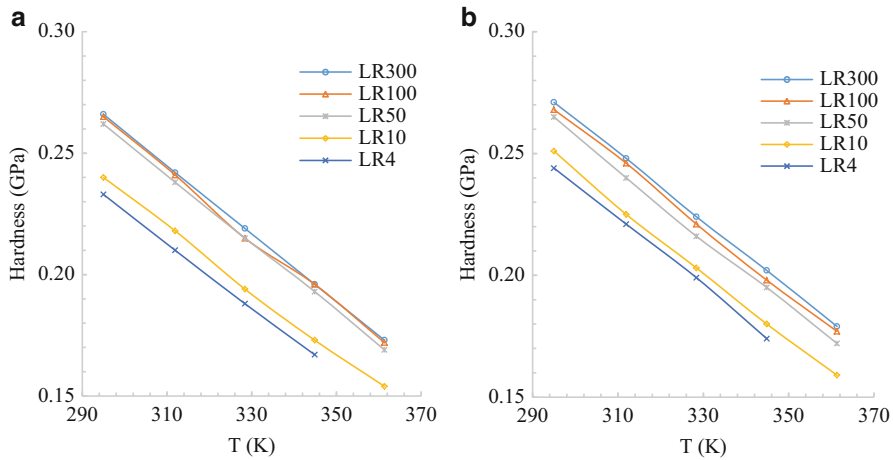 a
0.30
0.25
0.20
0.15
Hardness (GPa)
290
310
330
350
370
T (K)
LR300
LR100
LR50
LR10
LR4
b
0.30
0.25
0.20
0.15
Hardness (GPa)
290
310
330
350
370
T (K)
LR300
LR100
LR50
LR10
LR4